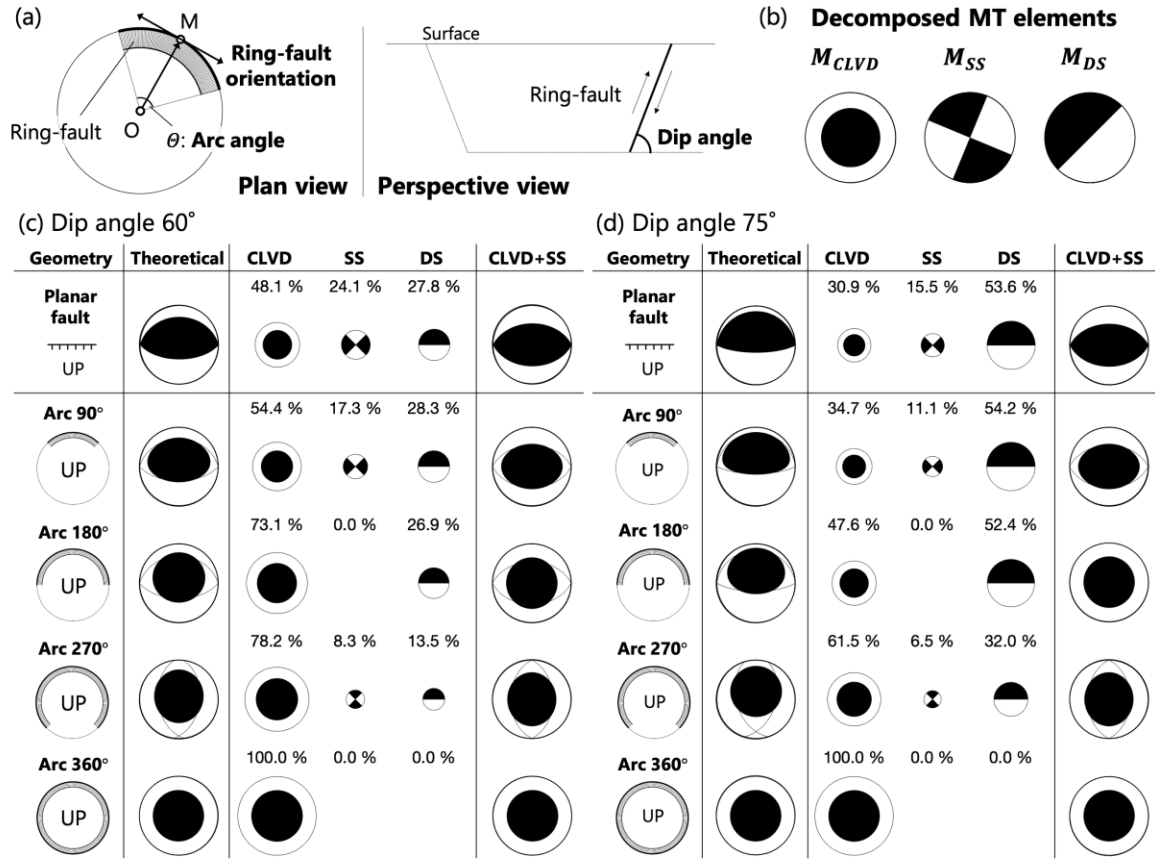 (a)
M
Surface
Ring-fault
orientation
Ring-fault
Ring-fault
O
Θ: Arc angle
Dip angle
Plan view
Perspective view
(b) Decomposed MT elements
M_CLVD M_SS M_DS
(c) Dip angle 60°
Geometry Theoretical CLVD SS DS CLVD+SS
48.1 % 24.1 % 27.8 %
Planar
fault
UP
54.4 % 17.3 % 28.3 %
Arc 90°
UP
73.1 % 0.0 % 26.9 %
Arc 180°
UP
78.2 % 8.3 % 13.5 %
Arc 270°
UP
100.0 % 0.0 % 0.0 %
Arc 360°
UP
(d) Dip angle 75°
Geometry Theoretical CLVD SS DS CLVD+SS
30.9 % 15.5 % 53.6 %
Planar
fault
UP
34.7 % 11.1 % 54.2 %
Arc 90°
UP
47.6 % 0.0 % 52.4 %
Arc 180°
UP
61.5 % 6.5 % 32.0 %
Arc 270°
UP
100.0 % 0.0 % 0.0 %
Arc 360°
UP